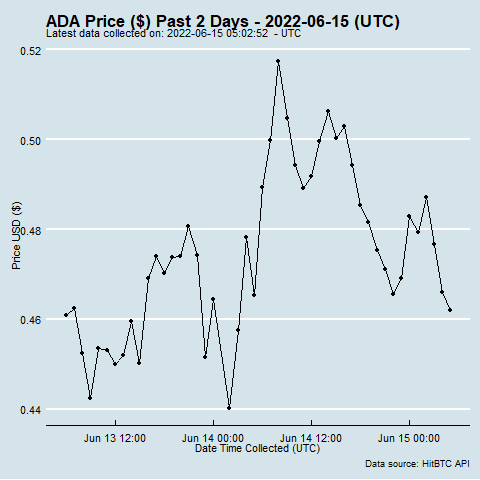 ADA Price ($) Past 2 Days - 2022-06-15 (UTC)
Latest data collected on: 2022-06-15 05:02:52 - UTC
0.52
0.50
0.48
0.46
0.44
Price USD ($)
Jun 13 12:00
Jun 14 00:00
Jun 14 12:00
Jun 15 00:00
Date Time Collected (UTC)
Data source: HitBTC API